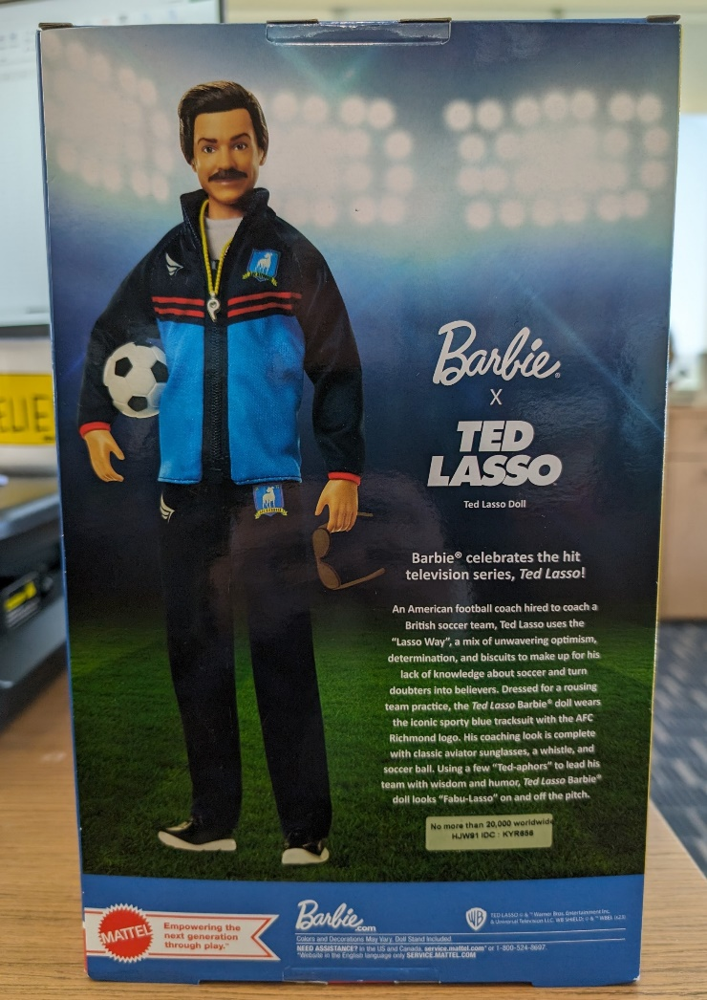 ELIE
Barbie®
X
TED
LASSO
Ted Lasso Doll
Barbie® celebrates the hit
television series, Ted Lasso!
An American football coach hired to coach a
British soccer team, Ted Lasso uses the
“Lasso Way”, a mix of unwavering optimism,
determination, and biscuits to make up for his
lack of knowledge about soccer and turn
doubters into believers. Dressed for a rousing
team practice, the Ted Lasso Barbie® doll wears
the iconic sporty blue tracksuit with the AFC
Richmond logo. His coaching look is complete
with classic aviator sunglasses, a whistle, and
soccer ball. Using a few “Ted-aphors” to lead his
team with wisdom and humor, Ted Lasso Barbie®
doll looks “Fabu-Lasso” on and off the pitch.
No more than 20,000 worldwide
HJW91 IDC : KYR656
MATTEL
Empowering the
next generation
through play.™
Barbie.com
Colors and Decorations May Vary. Doll Stand Included.
NEED ASSISTANCE? In the US and Canada, service.mattel.com* or 1-800-524-8697.
*Website in the English language only SERVICE.MATTEL.COM
WB
TED LASSO © & ™ Warner Bros. Entertainment Inc.
& Universal Television LLC. WB SHIELD: © & ™ WBEI. (s23)